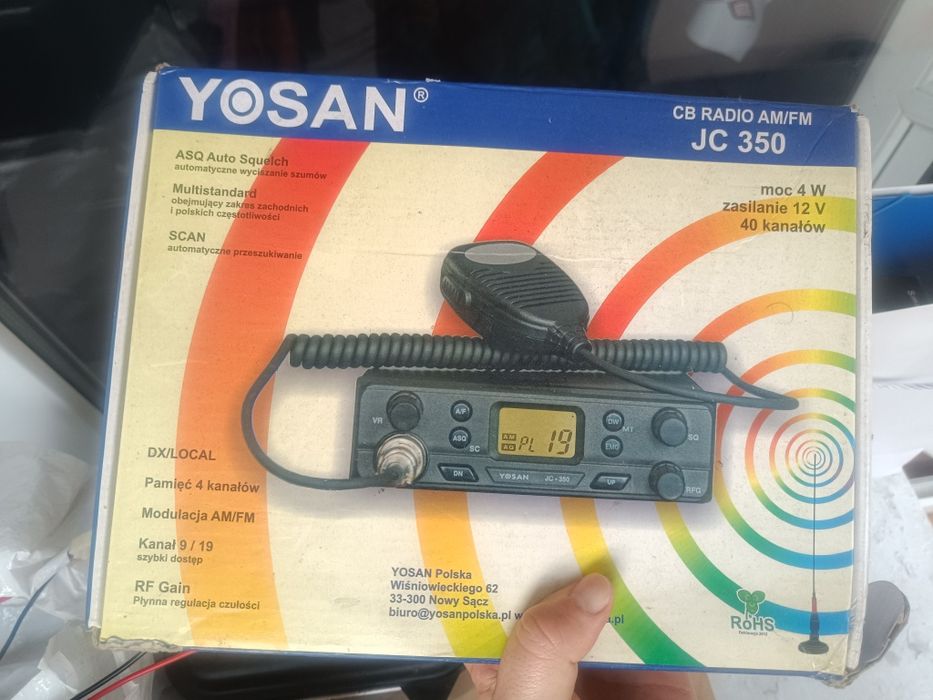 YOSAN®
CB RADIO AM/FM
JC 350
ASQ Auto Squelch
automatyczne wyciszanie szumów
Multistandard
obejmujący zakres zachodnich
i polskich częstotliwości
SCAN
automatyczne przeszukiwanie
moc 4 W
zasilanie 12 V
40 kanałów
VR
A/F
ASQ
SC
AM
AQ
PL 19
DW
MT
EMG
SQ
DN
YOSAN
JC-350
UP
RFG
DX/LOCAL
Pamięć 4 kanałów
Modulacja AM/FM
Kanał 9 / 19
szybki dostęp
RF Gain
Płynna regulacja czułości
YOSAN Polska
Wiśniowieckiego 62
33-300 Nowy Sącz
biuro@yosanpolska.pl
RoHS